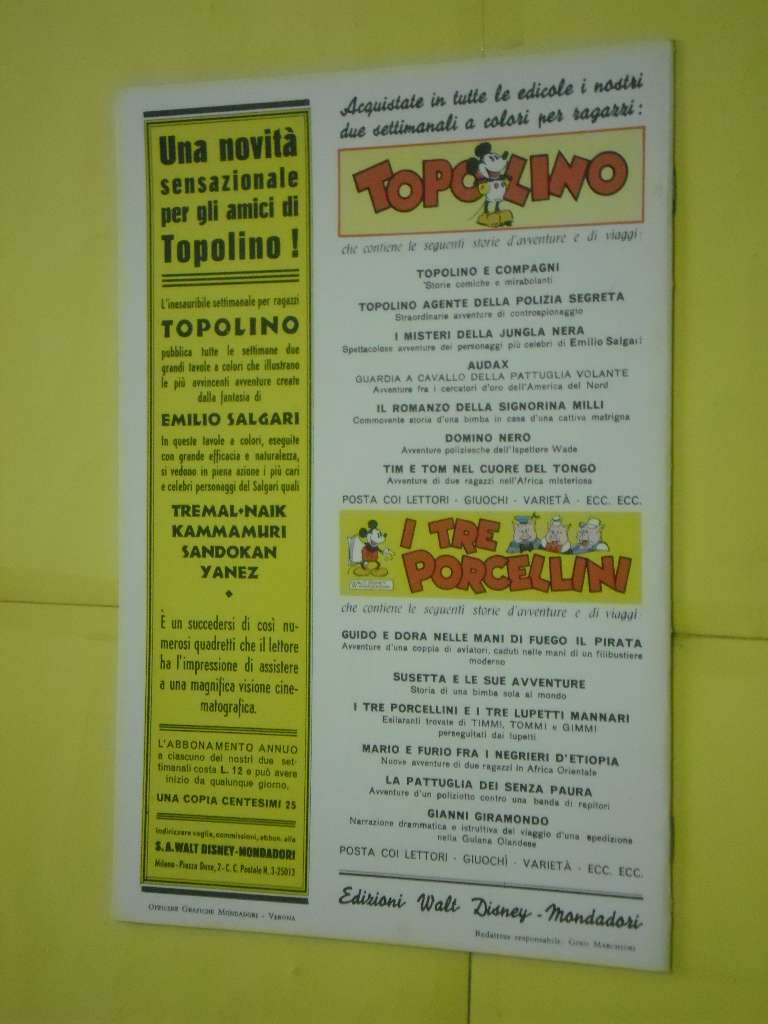 Una novità
sensazionale
per gli amici di
Topolino !
L'inesauribile settimanale per ragazzi
TOPOLINO
pubblica tutte le settimane due
grandi tavole a colori che illustrano
le più avvincenti avventure create
dalla fantasia di
EMILIO SALGARI
In queste tavole a colori, eseguite
con grande efficacia e naturalezza,
si vedono in piena azione i più cari
e celebri personaggi del Salgari quali
TREMAL-NAIK
KAMMAMURI
SANDOKAN
YANEZ
È un succedersi di così nu-
merosi quadretti che il lettore
ha l'impressione di assistere
a una magnifica visione cine-
matografica.
L'ABBONAMENTO ANNUO
a ciascuno dei nostri due set-
timanali costa L. 12 e può avere
inizio da qualunque giorno.
UNA COPIA CENTESIMI 25
Indirizzare vaglia, commissioni, abbon. alla
S. A. WALT DISNEY-MONDADORI
Milano - Piazza Duse, 2 - C. C. Postale N. 3-25012
OFFICINE GRAFICHE MONDADORI - VERONA
Acquistate in tutte le edicole i nostri
due settimanali a colori per ragazzi :
TOPOLINO
che contiene le seguenti storie d'avventure e di viaggi:
TOPOLINO E COMPAGNI
Storie comiche e mirabolanti
TOPOLINO AGENTE DELLA POLIZIA SEGRETA
Straordinarie avventure di controspionaggio
I MISTERI DELLA JUNGLA NERA
Spettacolose avventure dei personaggi più celebri di Emilio Salgari
AUDAX
GUARDIA A CAVALLO DELLA PATTUGLIA VOLANTE
Avventure fra i cercatori d'oro dell'America del Nord
IL ROMANZO DELLA SIGNORINA MILLI
Commovente storia d'una bimba in casa d'una cattiva matrigna
DOMINO NERO
Avventure poliziesche dell'Ispettore Wade
TIM E TOM NEL CUORE DEL TONGO
Avventure di due ragazzi nell'Africa misteriosa
POSTA COI LETTORI - GIUOCHI - VARIETÀ - ECC. ECC.
I TRE
PORCELLINI
che contiene le seguenti storie d'avventure e di viaggi
GUIDO E DORA NELLE MANI DI FUEGO IL PIRATA
Avventure d'una coppia di aviatori, caduti nelle mani di un filibustiere
moderno
SUSETTA E LE SUE AVVENTURE
Storia di una bimba sola al mondo
I TRE PORCELLINI E I TRE LUPETTI MANNARI
Esilaranti trovate di TIMMI, TOMMI e GIMMI
perseguitati dai lupetti
MARIO E FURIO FRA I NEGRIERI D'ETIOPIA
Nuove avventure di due ragazzi in Africa Orientale
LA PATTUGLIA DEI SENZA PAURA
Avventure d'un poliziotto contro una banda di rapitori
GIANNI GIRAMONDO
Narrazione drammatica e istruttiva del viaggio d'una spedizione
nella Guiana Olandese
POSTA COI LETTORI - GIUOCHI - VARIETÀ - ECC. ECC.
Edizioni Walt Disney - Mondadori
Redattore responsabile: GINO MARCHIORI